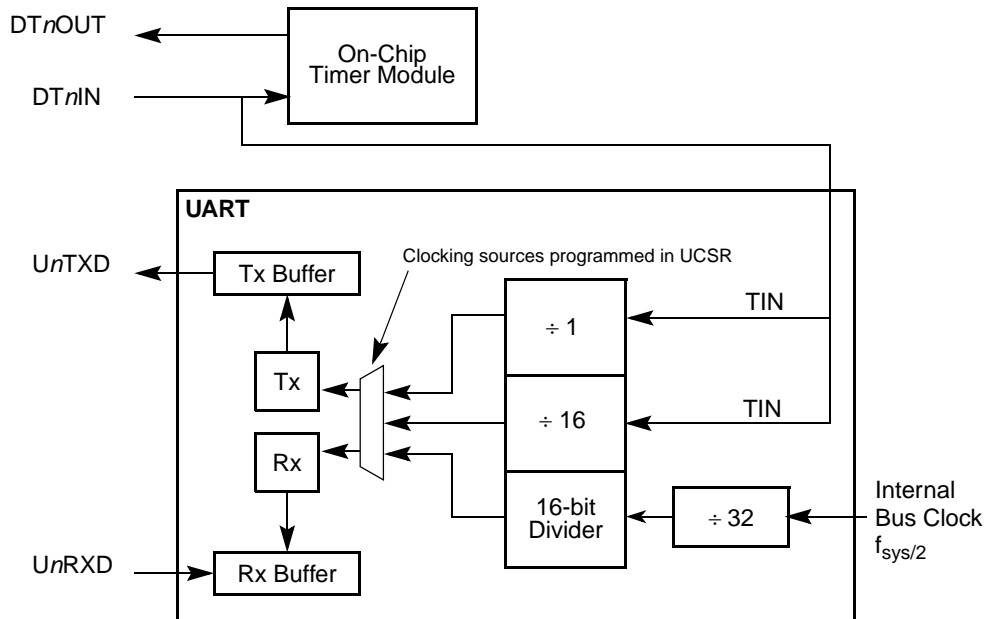 DTnOUT
On-Chip
Timer Module
DTnIN
UART
Clocking sources programmed in UCSR
UnTXD
Tx Buffer
÷ 1
TIN
Tx
÷ 16
TIN
Rx
16-bit
Divider
÷ 32
Internal
Bus Clock
fsys/2
UnRXD
Rx Buffer